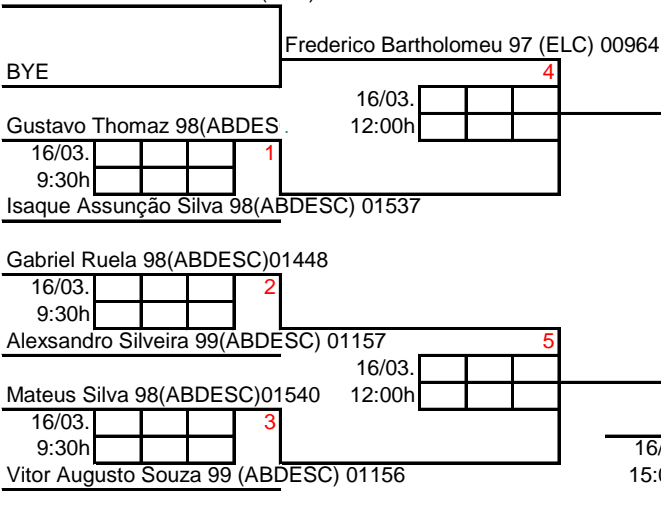 Frederico Bartholomeu 97 (ELC) 00964
BYE
4
16/03.
12:00h
Gustavo Thomaz 98(ABDES .
16/03.
1
9:30h
Isaque Assunção Silva 98(ABDESC) 01537
Gabriel Ruela 98(ABDESC)01448
16/03.
2
9:30h
Alexsandro Silveira 99(ABDESC) 01157
5
16/03.
12:00h
Mateus Silva 98(ABDESC)01540
16/03.
3
9:30h
16/
15:0
Vitor Augusto Souza 99 (ABDESC) 01156